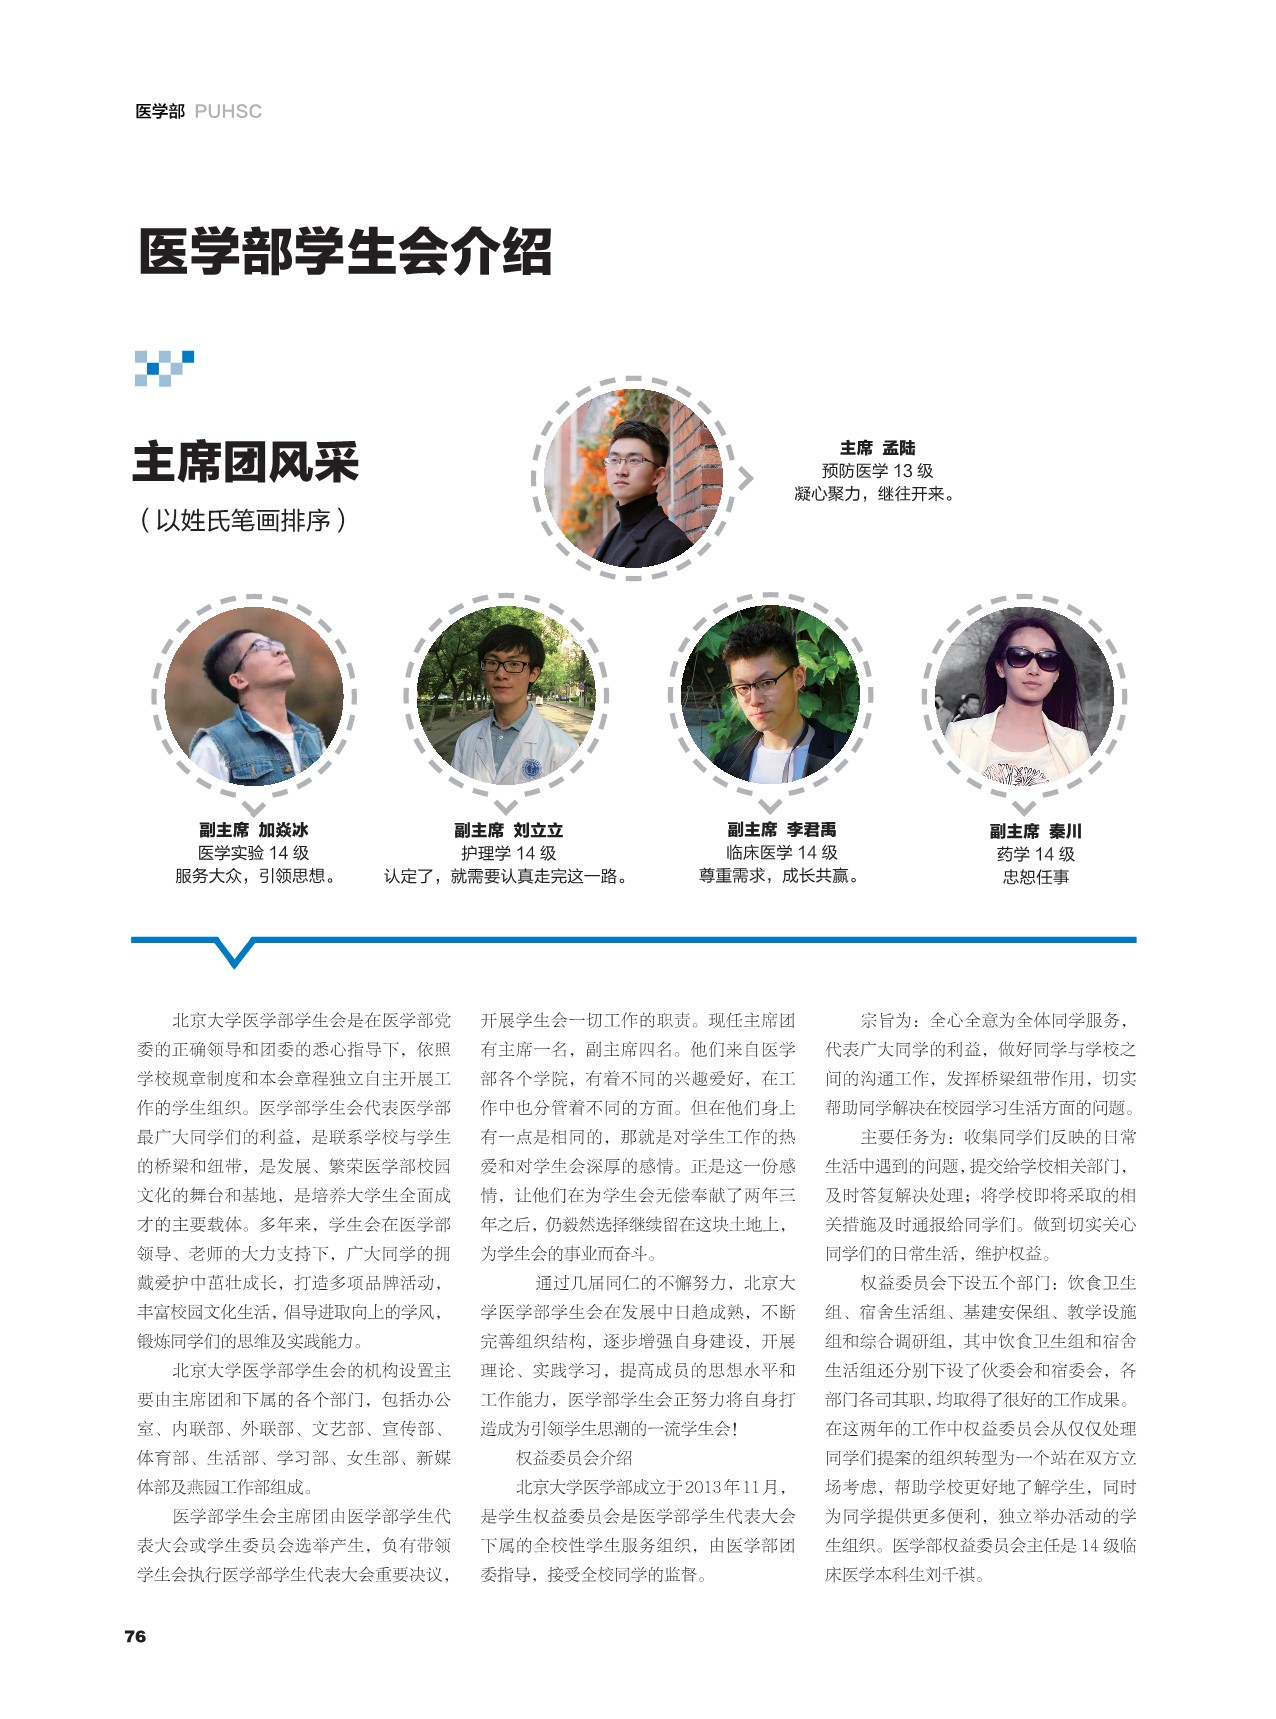 医学部 PUHSC
医学部学生会介绍
主席团风采
（以姓氏笔画排序）
主席 孟陆
预防医学 13 级
凝心聚力，继往开来。
副主席 加焱冰
医学实验 14 级
服务大众，引领思想。
副主席 刘立立
护理学 14 级
认定了，就需要认真走完这一路。
副主席 李君禹
临床医学 14 级
尊重需求，成长共赢。
副主席 秦川
药学 14 级
忠恕任事
北京大学医学部学生会是在医学部党
委的正确领导和团委的悉心指导下，依照
学校规章制度和本会章程独立自主开展工
作的学生组织。医学部学生会代表医学部
最广大同学们的利益，是联系学校与学生
的桥梁和纽带，是发展、繁荣医学部校园
文化的舞台和基地，是培养大学生全面成
才的主要载体。多年来，学生会在医学部
领导、老师的大力支持下，广大同学的拥
戴爱护中茁壮成长，打造多项品牌活动，
丰富校园文化生活，倡导进取向上的学风，
锻炼同学们的思维及实践能力。
北京大学医学部学生会的机构设置主
要由主席团和下属的各个部门，包括办公
室、内联部、外联部、文艺部、宣传部、
体育部、生活部、学习部、女生部、新媒
体部及燕园工作部组成。
医学部学生会主席团由医学部学生代
表大会或学生委员会选举产生，负有带领
学生会执行医学部学生代表大会重要决议，
开展学生会一切工作的职责。现任主席团
有主席一名，副主席四名。他们来自医学
部各个学院，有着不同的兴趣爱好，在工
作中也分管着不同的方面。但在他们身上
有一点是相同的，那就是对学生工作的热
爱和对学生会深厚的感情。正是这一份感
情，让他们在为学生会无偿奉献了两年三
年之后，仍毅然选择继续留在这块土地上，
为学生会的事业而奋斗。
通过几届同仁的不懈努力，北京大
学医学部学生会在发展中日趋成熟，不断
完善组织结构，逐步增强自身建设，开展
理论、实践学习，提高成员的思想水平和
工作能力，医学部学生会正努力将自身打
造成为引领学生思潮的一流学生会！
权益委员会介绍
北京大学医学部成立于2013年11月，
是学生权益委员会是医学部学生代表大会
下属的全校性学生服务组织，由医学部团
委指导，接受全校同学的监督。
宗旨为：全心全意为全体同学服务，
代表广大同学的利益，做好同学与学校之
间的沟通工作，发挥桥梁纽带作用，切实
帮助同学解决在校园学习生活方面的问题。
主要任务为：收集同学们反映的日常
生活中遇到的问题，提交给学校相关部门，
及时答复解决处理；将学校即将采取的相
关措施及时通报给同学们。做到切实关心
同学们的日常生活，维护权益。
权益委员会下设五个部门：饮食卫生
组、宿舍生活组、基建安保组、教学设施
组和综合调研组，其中饮食卫生组和宿舍
生活组还分别下设了伙委会和宿委会，各
部门各司其职，均取得了很好的工作成果。
在这两年的工作中权益委员会从仅仅处理
同学们提案的组织转型为一个站在双方立
场考虑，帮助学校更好地了解学生，同时
为同学提供更多便利，独立举办活动的学
生组织。医学部权益委员会主任是 14 级临
床医学本科生刘千祺。
76